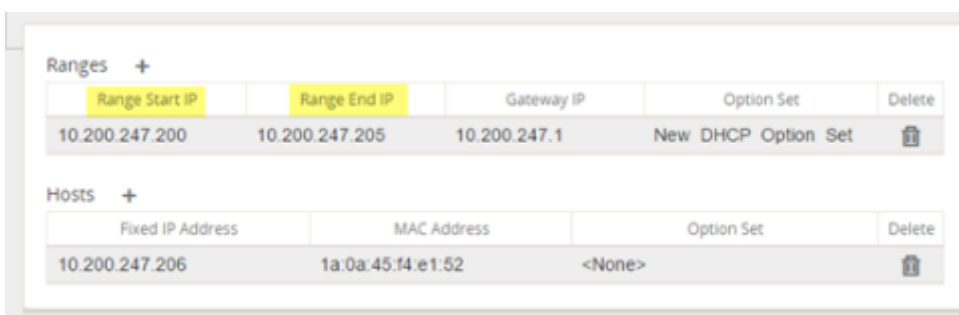 Ranges +
Range Start IP Range End IP Gateway IP Option Set Delete
10.200.247.200 10.200.247.205 10.200.247.1 New DHCP Option Set
Hosts +
Fixed IP Address MAC Address Option Set Delete
10.200.247.206 1a:0a:45:f4:e1:52 <None>